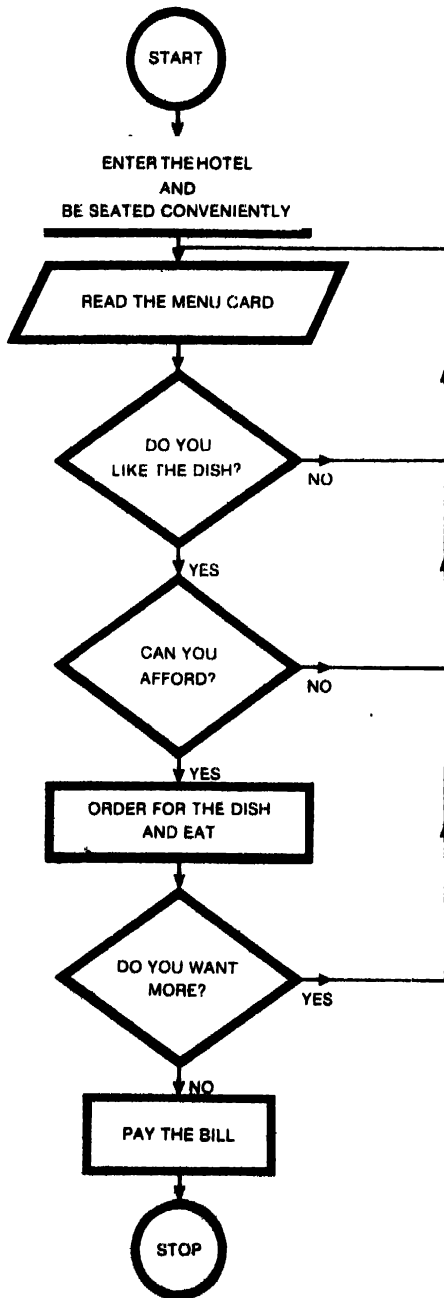 START
ENTER THE HOTEL
AND
BE SEATED CONVENIENTLY
READ THE MENU CARD
DO YOU
LIKE THE DISH?
NO
YES
CAN YOU
AFFORD?
NO
YES
ORDER FOR THE DISH
AND EAT
DO YOU WANT
MORE?
YES
NO
PAY THE BILL
STOP